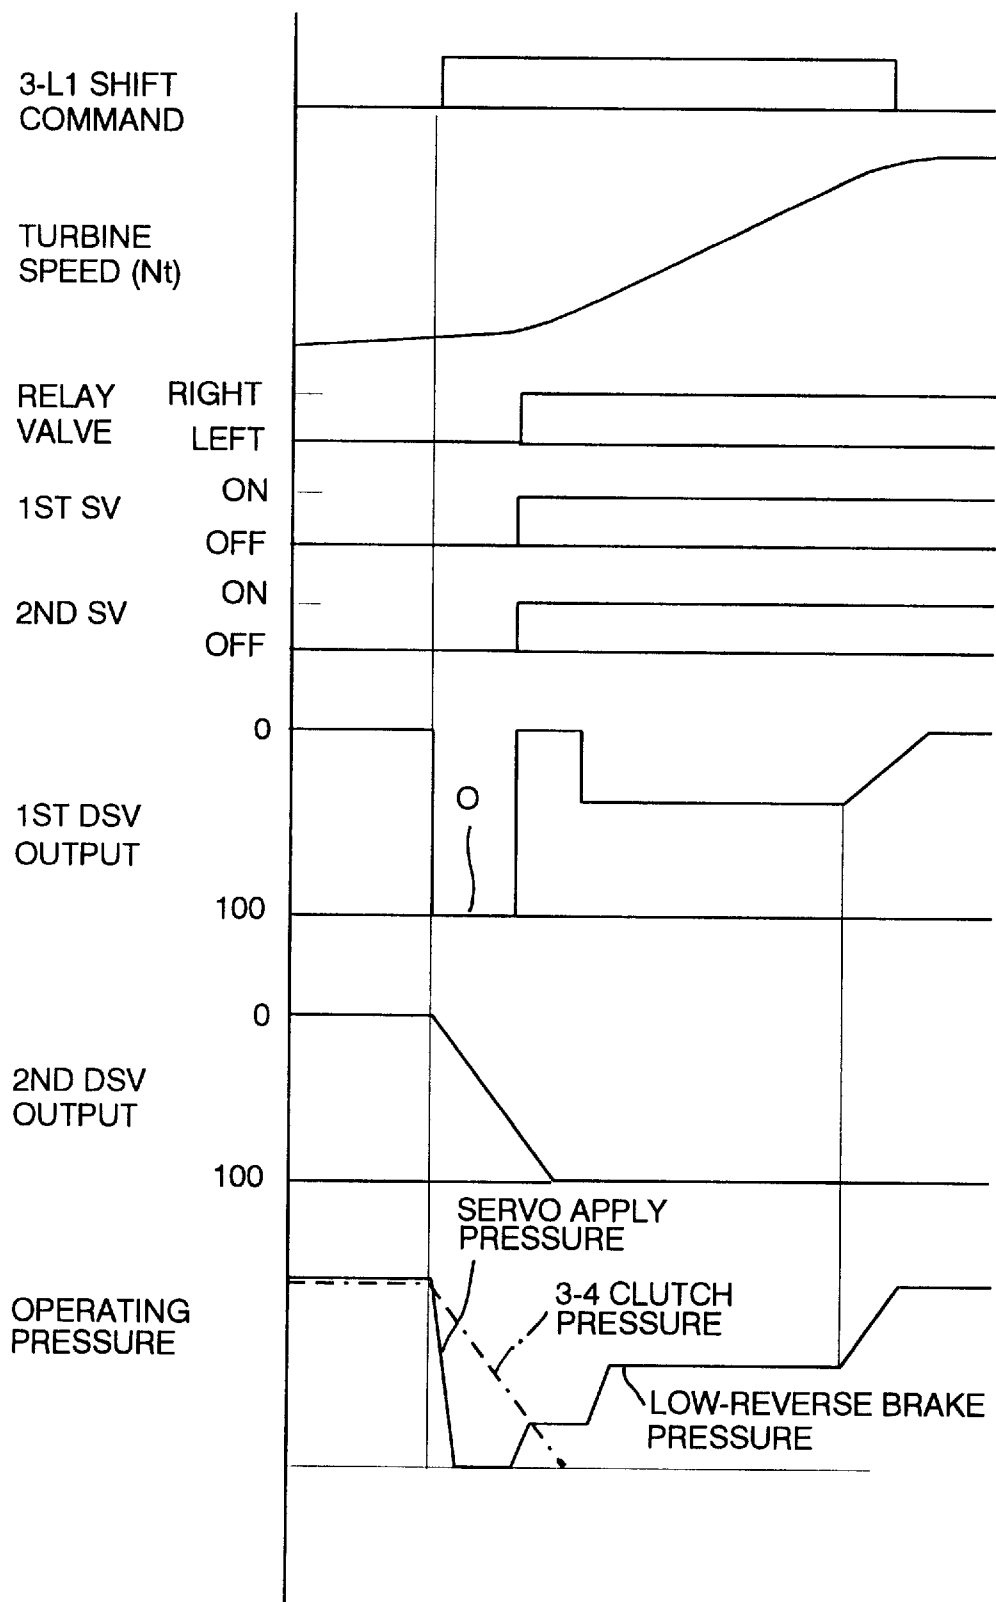 3-L1 SHIFT
COMMAND
TURBINE
SPEED (Nt)
RELAY
VALVE
RIGHT
LEFT
1ST SV
ON
OFF
2ND SV
ON
OFF
0
1ST DSV
OUTPUT
O
100
0
2ND DSV
OUTPUT
100
SERVO APPLY
PRESSURE
OPERATING
PRESSURE
3-4 CLUTCH
PRESSURE
LOW-REVERSE BRAKE
PRESSURE